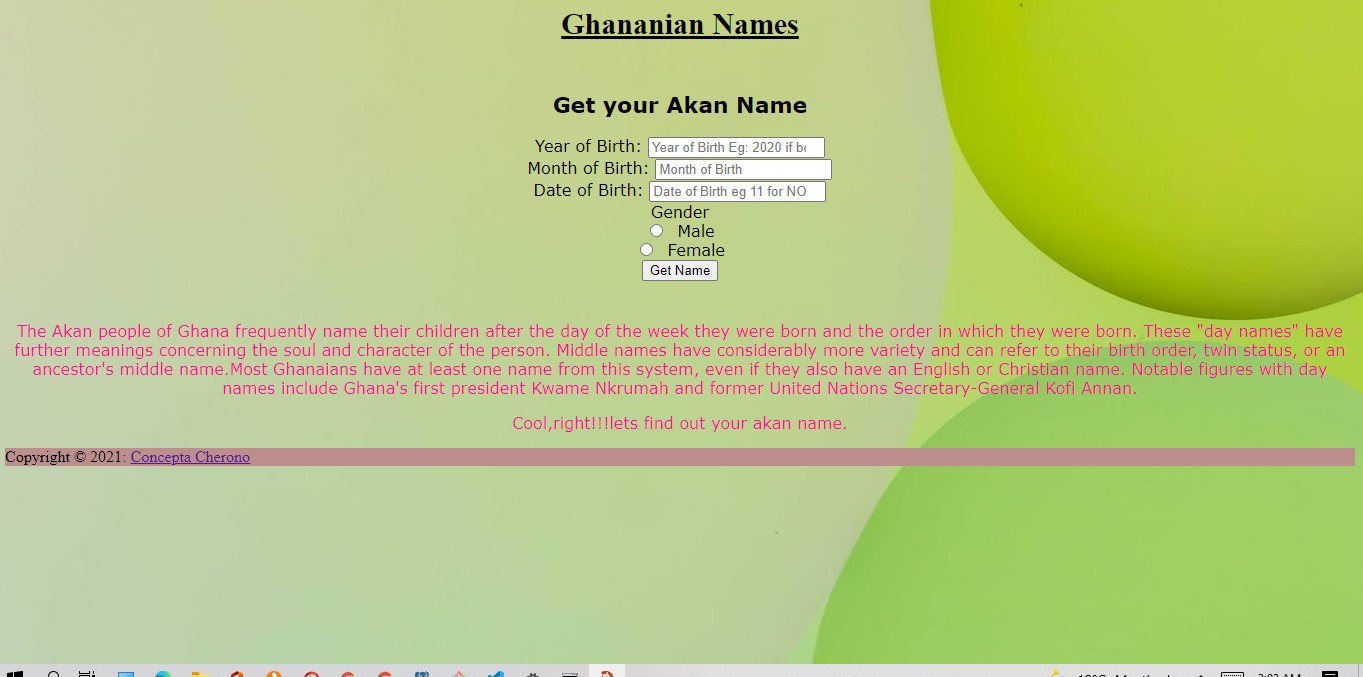 Ghananian Names
Get your Akan Name
Year of Birth: Year of Birth Eg: 2020 if bo
Month of Birth: Month of Birth
Date of Birth: Date of Birth eg 11 for NO
Gender
Male
Female
Get Name
The Akan people of Ghana frequently name their children after the day of the week they were born and the order in which they were born. These "day names" have
further meanings concerning the soul and character of the person. Middle names have considerably more variety and can refer to their birth order, twin status, or an
ancestor's middle name.Most Ghanaians have at least one name from this system, even if they also have an English or Christian name. Notable figures with day
names include Ghana's first president Kwame Nkrumah and former United Nations Secretary-General Kofi Annan.
Cool,right!!!lets find out your akan name.
Copyright © 2021: Concepta Cherono